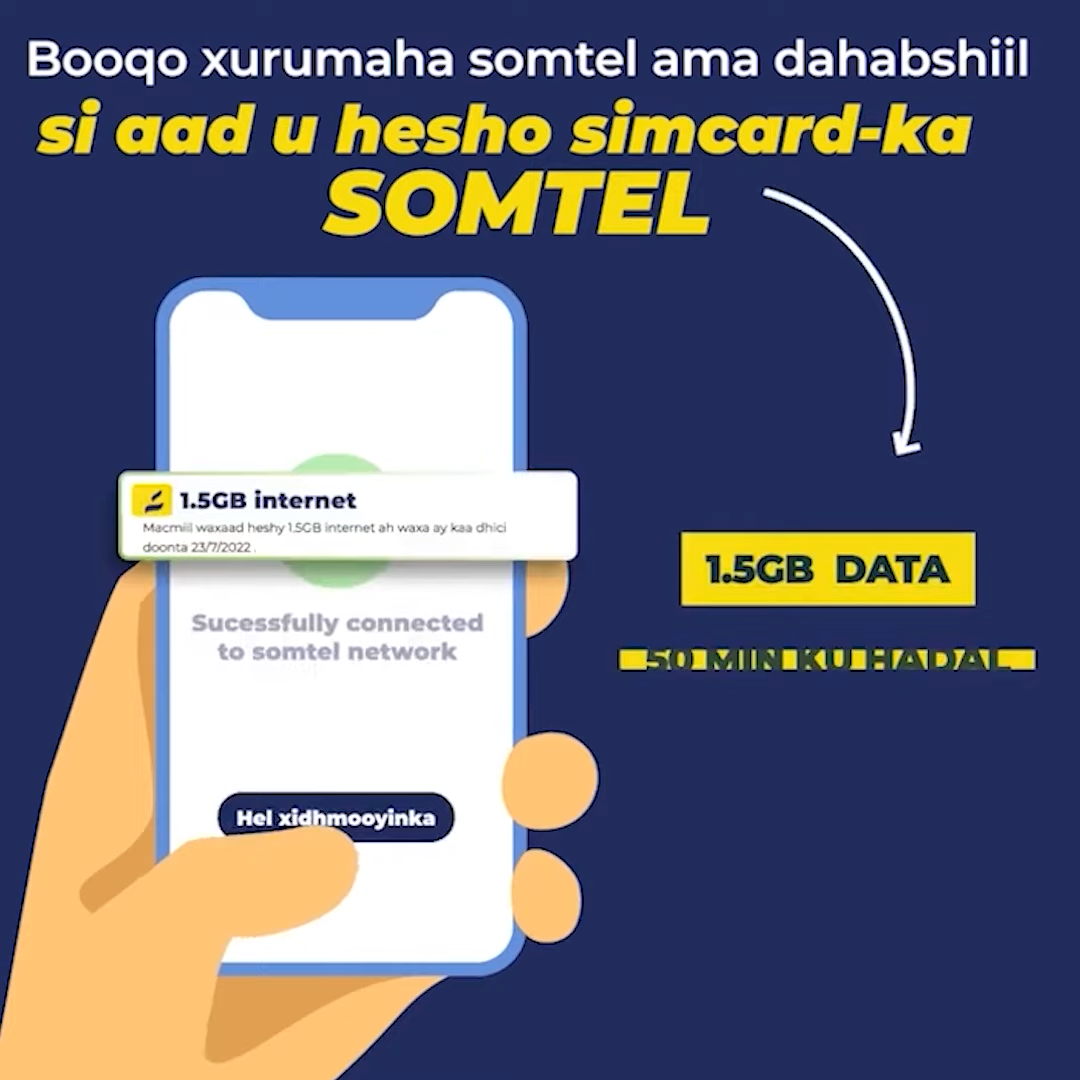 Booqo xurumaha somtel ama dahabshiil
si aad u hesho simcard-ka
SOMTEL
1.5GB internet
Macmiil waxaad heshy 1.5GB internet ah waxa ay kaa dhici
doonta 23/7/2022 .
Sucessfully connected
to somtel network
Hel xidhmooyinka
1.5GB DATA
50 MIN KU HADAL